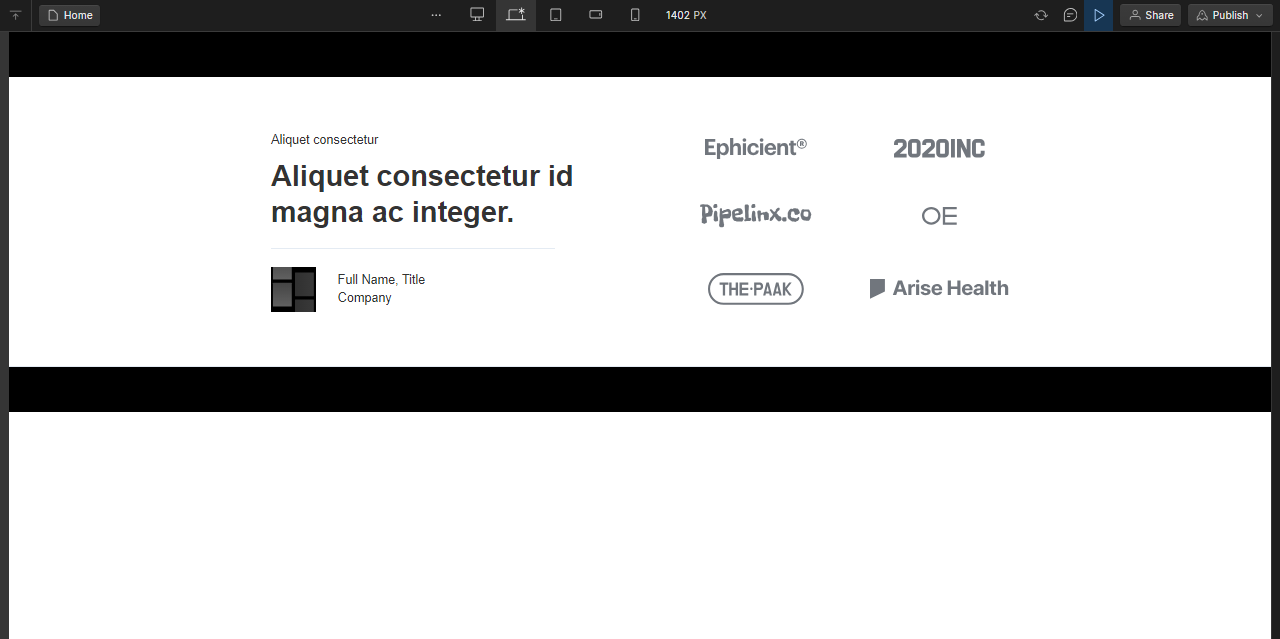 Home
1402 PX
Share
Publish
Aliquet consectetur
Aliquet consectetur id
magna ac integer.
Full Name, Title
Company
Ephicient®
2020INC
Pipelinx.co
OE
THE·PAAK
Arise Health